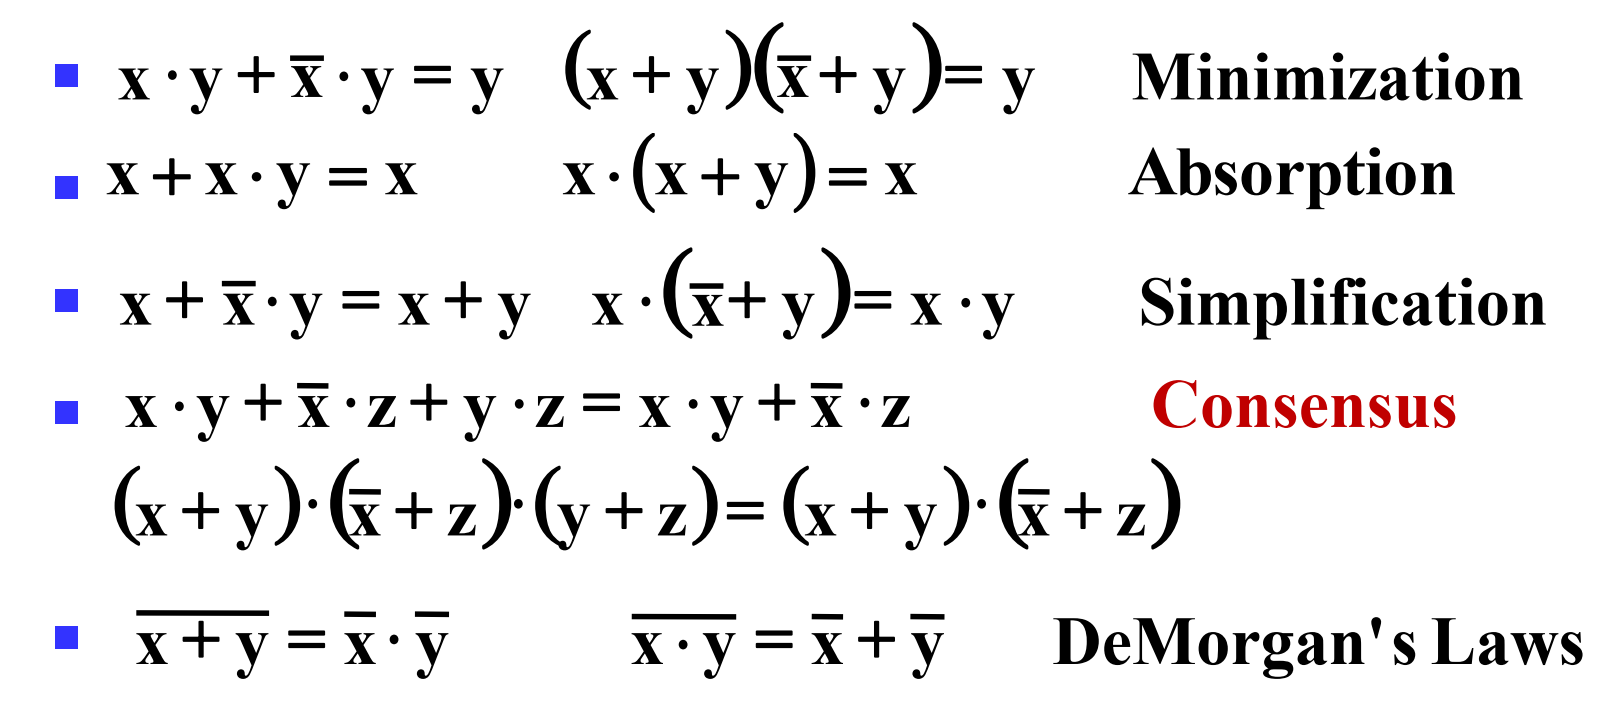 ▪ x · y + x̅ · y = y (x + y)(x̅ + y) = y Minimization
▪ x + x · y = x x · (x + y) = x Absorption
▪ x + x̅ · y = x + y x · (x̅ + y) = x · y Simplification
▪ x · y + x̅ · z + y · z = x · y + x̅ · z Consensus
(x + y) · (x̅ + z) · (y + z) = (x + y) · (x̅ + z)
▪ x̅ ̅+̅ ̅y̅ = x̅ · y̅ x̅ ̅·̅ ̅y̅ = x̅ + y̅ DeMorgan's Laws